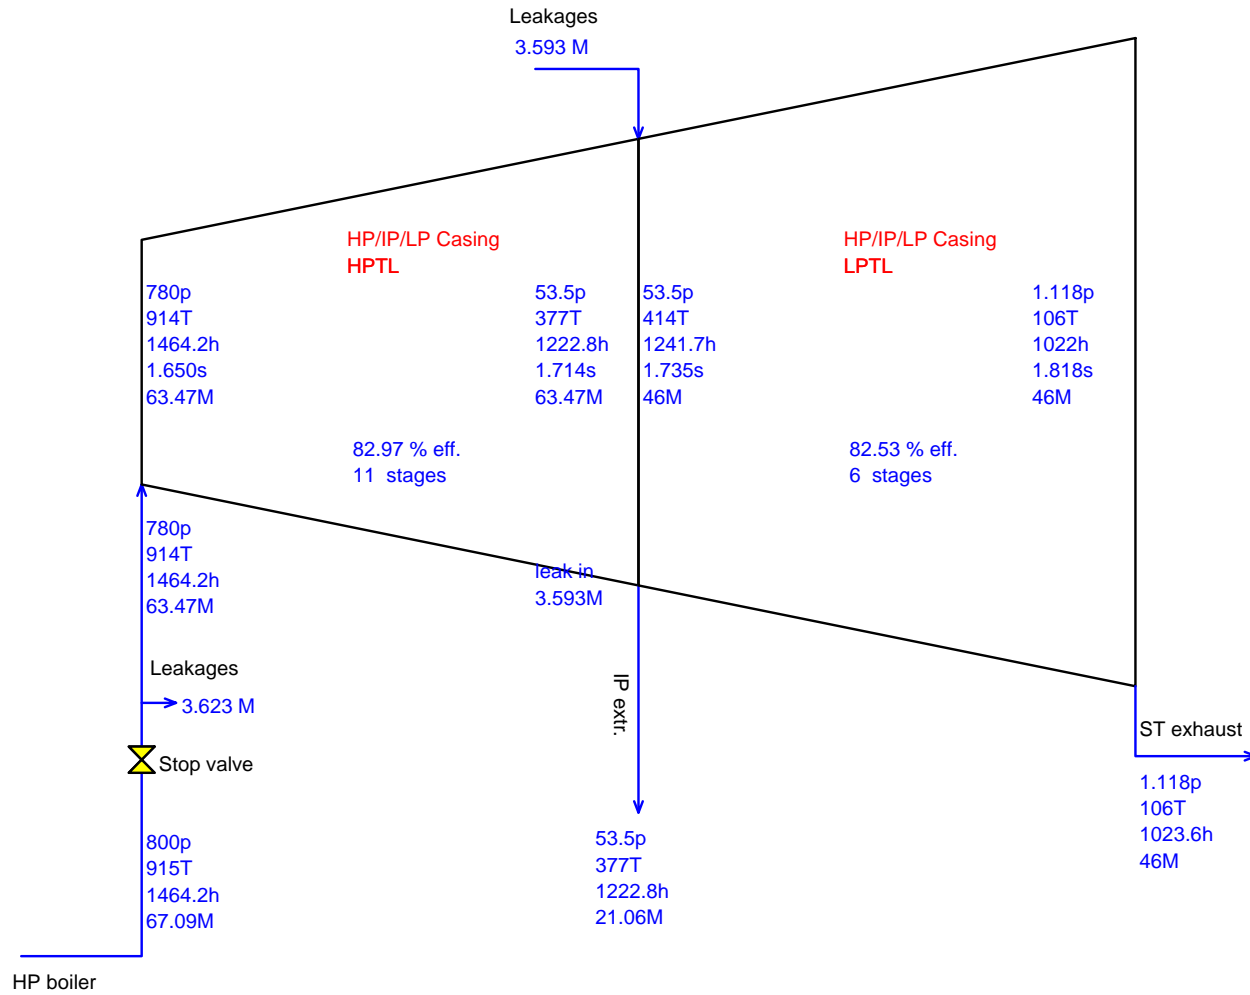 Leakages
3.593 M
HP/IP/LP Casing
HPTL
HP/IP/LP Casing
LPTL
780p
914T
1464.2h
1.650s
63.47M
53.5p
377T
1222.8h
1.714s
63.47M
53.5p
414T
1241.7h
1.735s
46M
1.118p
106T
1022h
1.818s
46M
82.97 % eff.
11 stages
82.53 % eff.
6 stages
780p
914T
1464.2h
63.47M
leak in
3.593M
Leakages
3.623 M
IP extr.
Stop valve
ST exhaust
1.118p
106T
1023.6h
46M
800p
915T
1464.2h
67.09M
53.5p
377T
1222.8h
21.06M
HP boiler